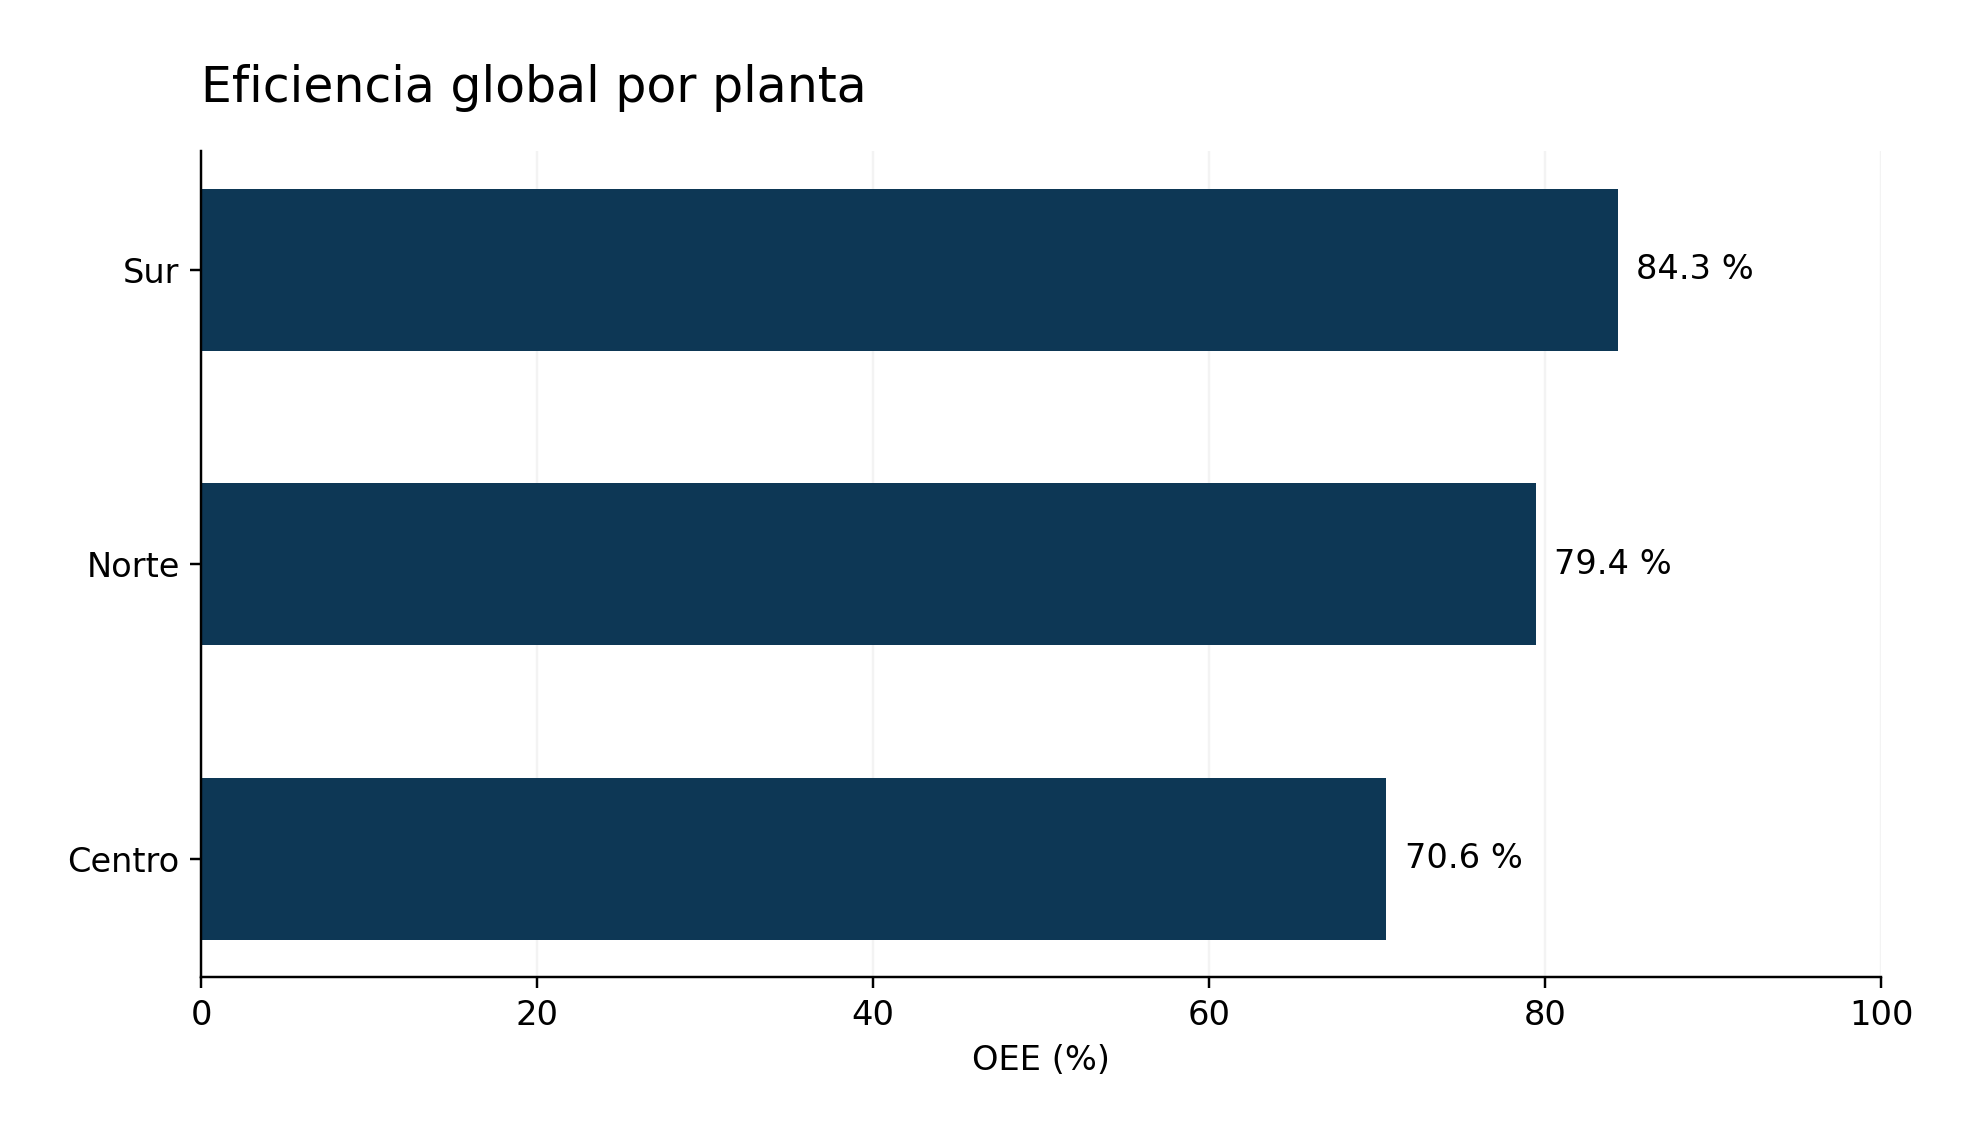 Eficiencia global por planta
Sur
84.3 %
Norte
79.4 %
Centro
70.6 %
0 20 40 60 80 100
OEE (%)